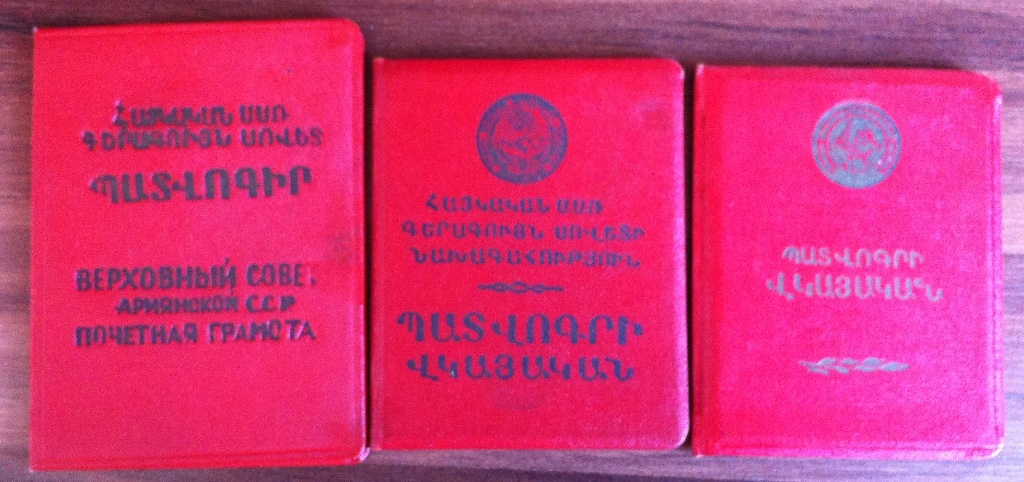 ՀԱՅԿԱԿԱՆ ՍՍՌ
ԳԵՐԱԳՈՒՅՆ ՍՈՎԵՏ
ՊԱՏՎՈԳԻՐ
ВЕРХОВНЫЙ СОВЕТ
АРМЯНСКОЙ С.С.Р
ПОЧЕТНАЯ ГРАМОТА
ՀԱՅԿԱԿԱՆ ՍՍՌ
ԳԵՐԱԳՈՒՅՆ ՍՈՎԵՏԻ
ՆԱԽԱԳԱՀՈՒԹՅՈՒՆ
ՊԱՏՎՈԳՐԻ
ՎԿԱՅԱԿԱՆ
ՊԱՏՎՈԳՐԻ
ՎԿԱՅԱԿԱՆ